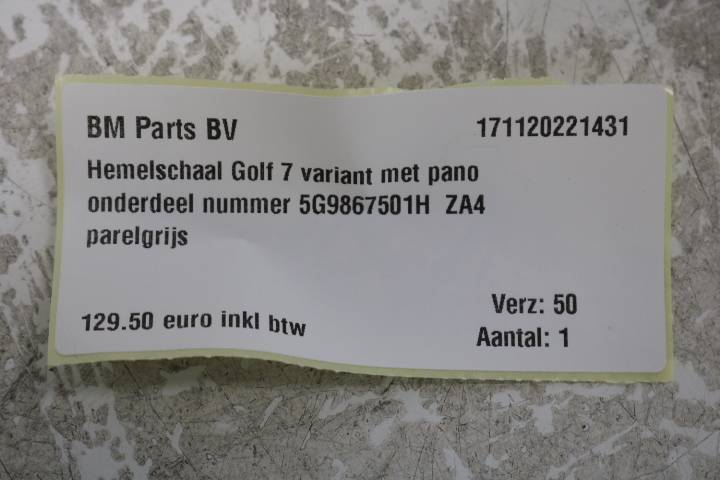 BM Parts BV 171120221431
Hemelschaal Golf 7 variant met pano
onderdeel nummer 5G9867501H ZA4
parelgrijs
Verz: 50
129.50 euro inkl btw
Aantal: 1